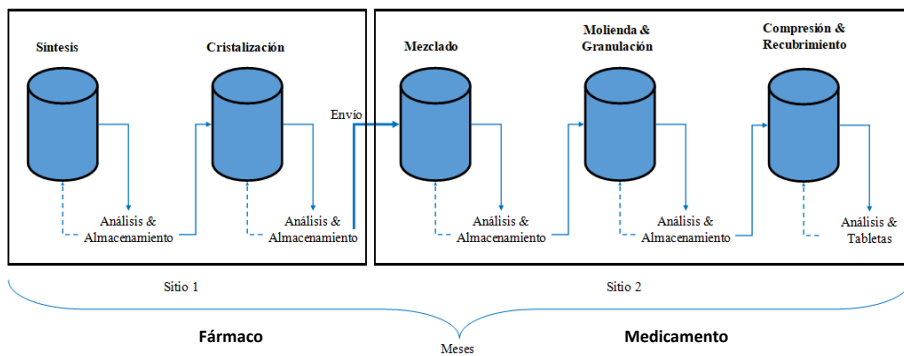 Síntesis
Cristalización
Mezclado
Molienda &
Granulación
Compresión &
Recubrimiento
Envío
Análisis &
Almacenamiento
Análisis &
Almacenamiento
Análisis &
Almacenamiento
Análisis &
Almacenamiento
Análisis &
Tabletas
Sitio 1
Sitio 2
Fármaco
Medicamento
Meses